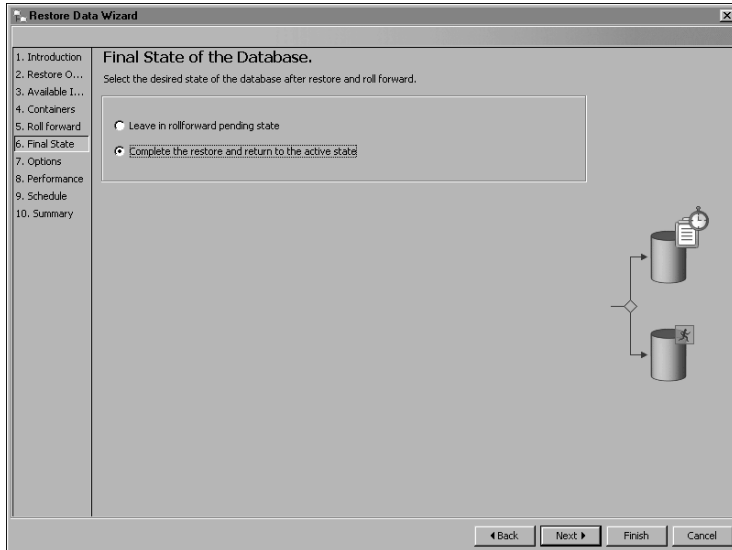 Restore Data Wizard
1. Introduction
2. Restore O...
3. Available I...
4. Containers
5. Roll forward
6. Final State
7. Options
8. Performance
9. Schedule
10. Summary
Final State of the Database.
Select the desired state of the database after restore and roll forward.
Leave in rollforward pending state
Complete the restore and return to the active state
Back
Next
Finish
Cancel